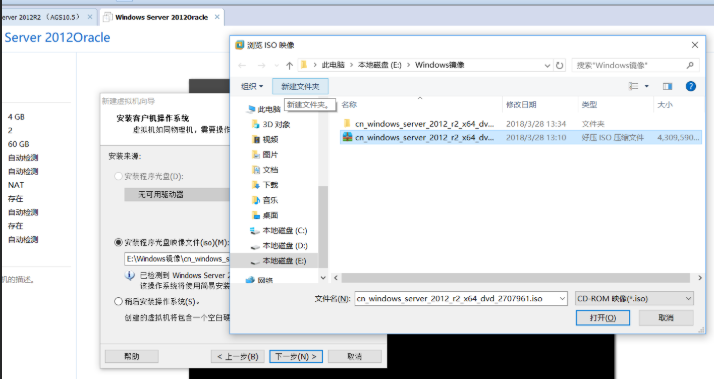 erver 2012R2 （AGS10.5） ×
Windows Server 2012Oracle ×
Server 2012Oracle
4 GB
2
60 GB
自动检测
自动检测
NAT
存在
自动检测
存在
自动检测
机的描述。
新建虚拟机向导
安装客户机操作系统
虚拟机如同物理机，需要操作
安装来源:
安装程序光盘(D):
无可用驱动器
安装程序光盘映像文件(iso)(M):
E:\Windows镜像\cn_windows_s
已检测到 Windows Server 2
该操作系统将使用简易安装
稍后安装操作系统(S)。
创建的虚拟机将包含一个空白硬
帮助
< 上一步(B)
下一步(N) >
取消
浏览 ISO 映像
此电脑 › 本地磁盘 (E:) › Windows镜像
搜索"Windows镜像"
组织
新建文件夹
新建文件夹。
此电脑
3D 对象
视频
图片
文档
下载
音乐
桌面
本地磁盘 (C:)
本地磁盘 (D:)
本地磁盘 (E:)
网络
名称 修改日期 类型 大小
cn_windows_server_2012_r2_x64_dv... 2018/3/28 13:34 文件夹
cn_windows_server_2012_r2_x64_dv... 2018/3/28 13:10 好压 ISO 压缩文件 4,309,590...
文件名(N): cn_windows_server_2012_r2_x64_dvd_2707961.iso
CD-ROM 映像(*.iso)
打开(O)
取消